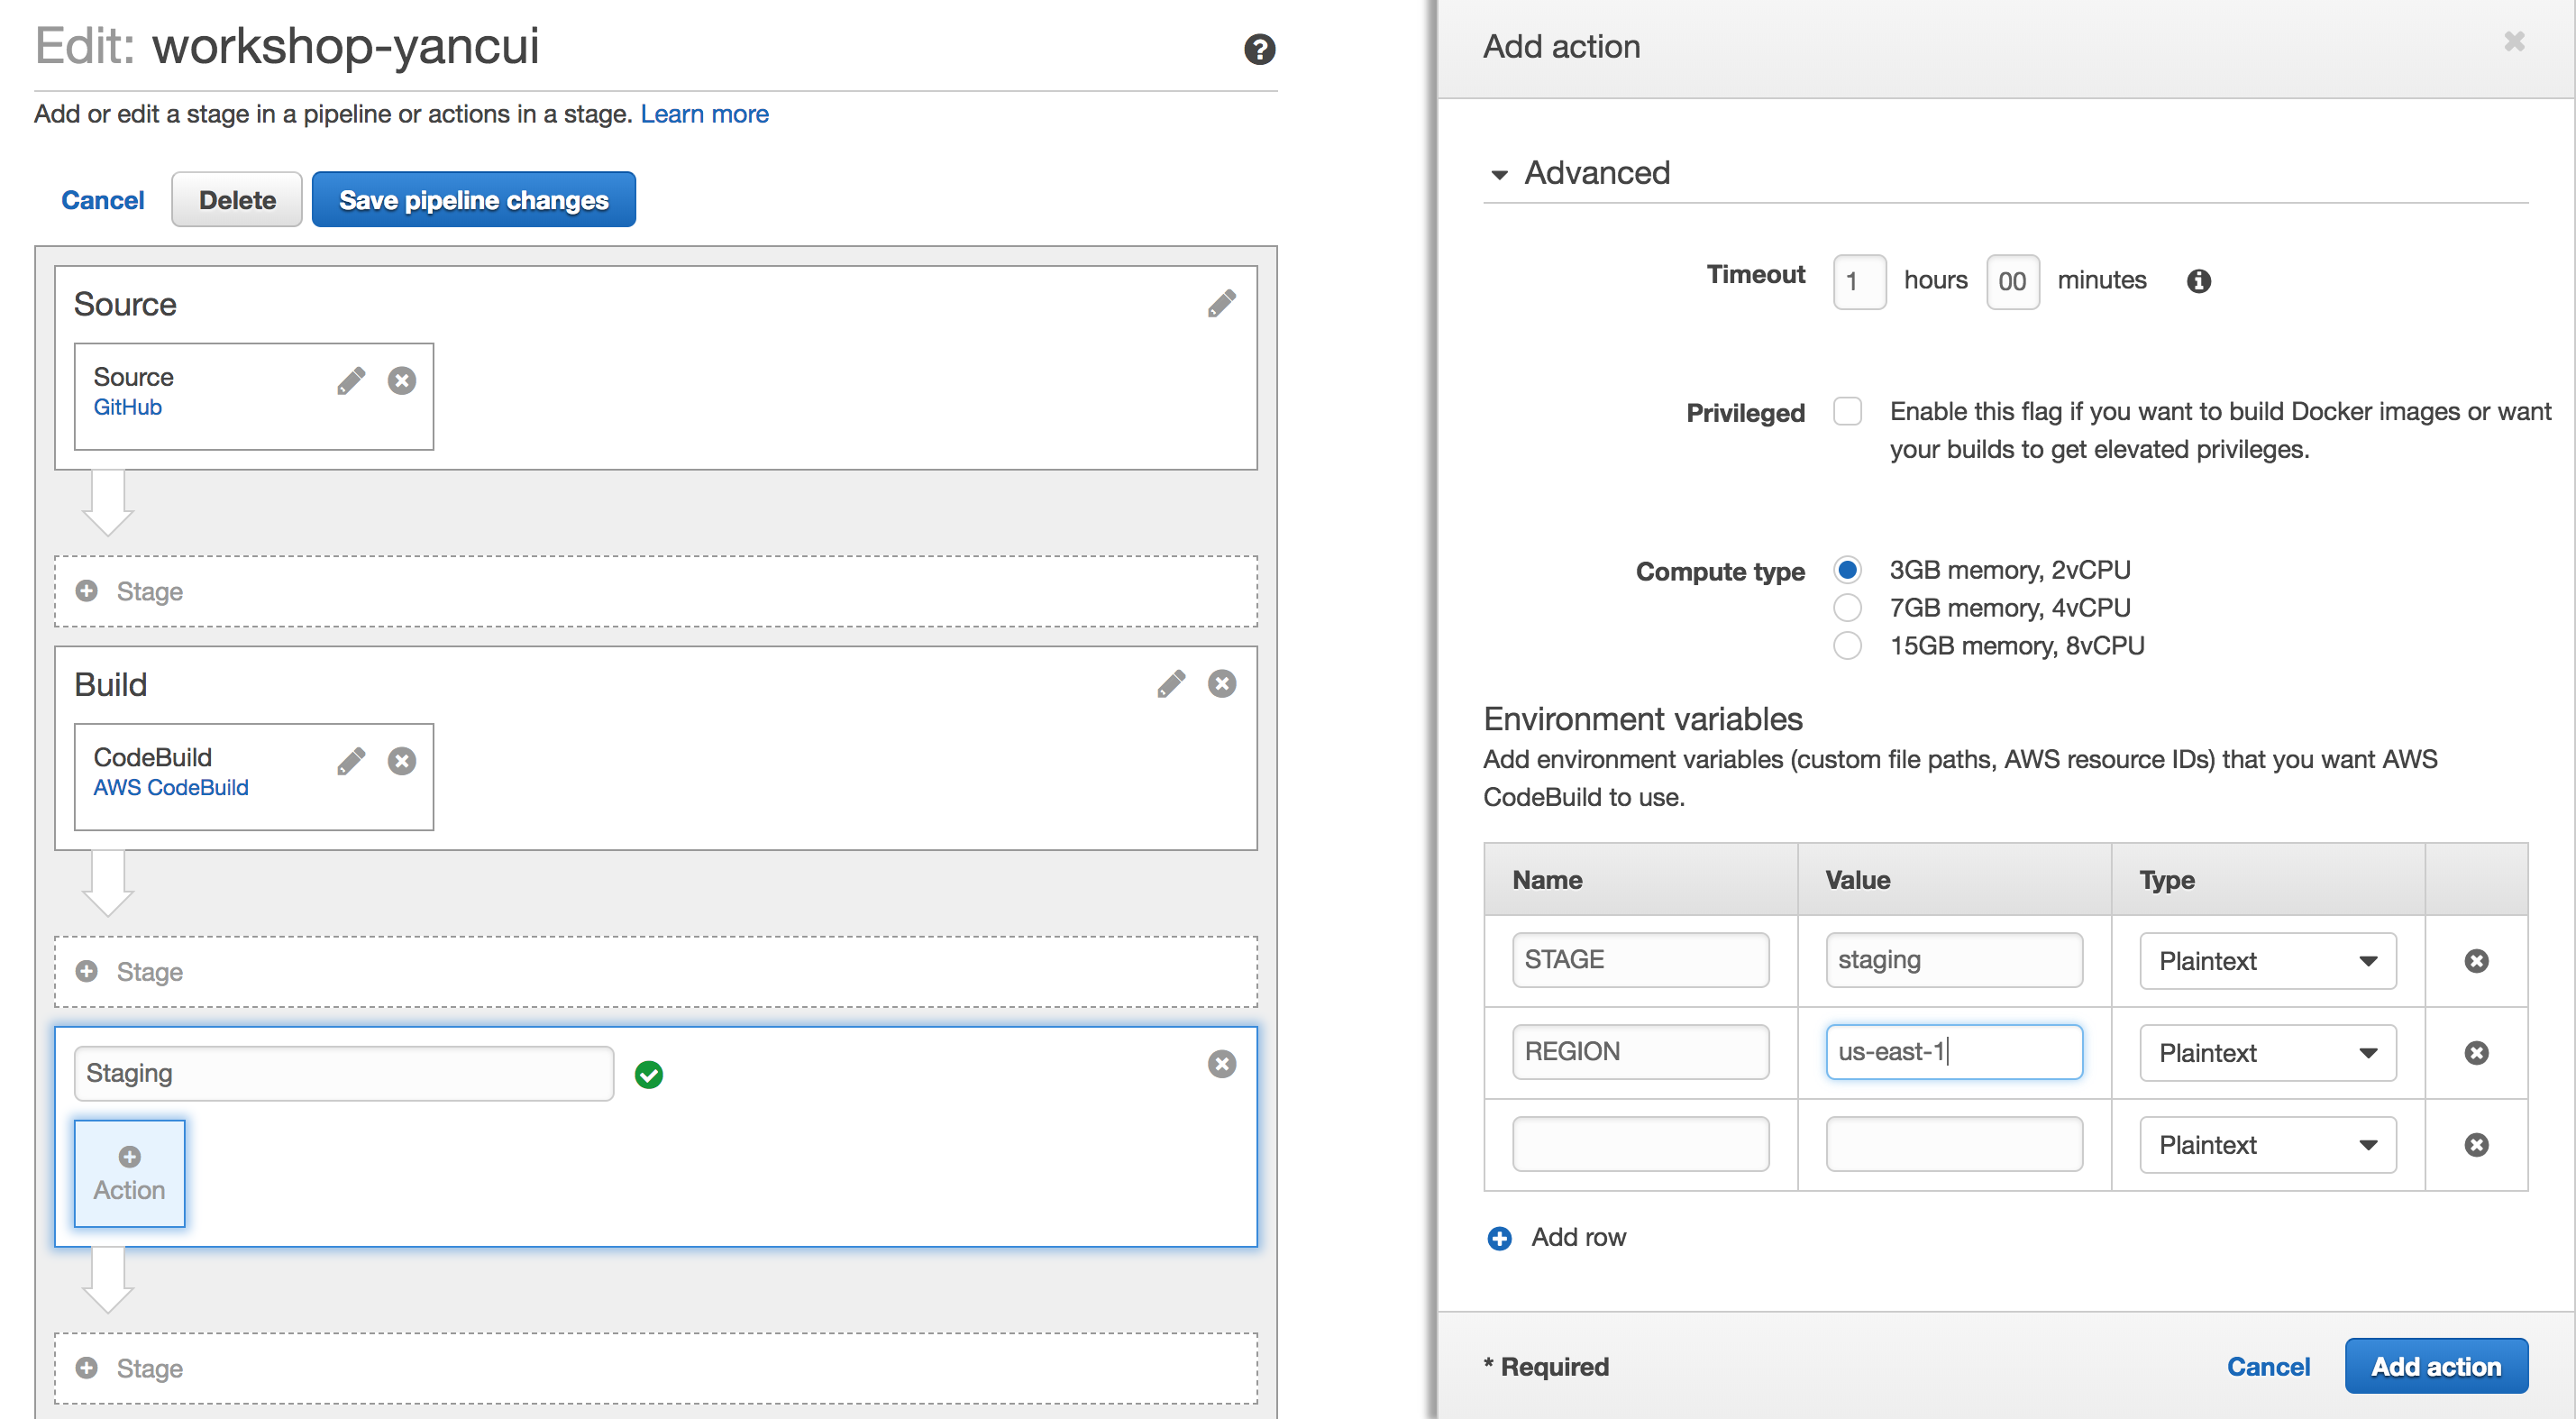 Edit: workshop-yancui
Add or edit a stage in a pipeline or actions in a stage. Learn more
Cancel
Delete
Save pipeline changes
Source
Source
GitHub
Stage
Build
CodeBuild
AWS CodeBuild
Stage
Staging
Action
Stage
Add action
Advanced
Timeout 1 hours 00 minutes
Privileged
Enable this flag if you want to build Docker images or want
your builds to get elevated privileges.
Compute type
3GB memory, 2vCPU
7GB memory, 4vCPU
15GB memory, 8vCPU
Environment variables
Add environment variables (custom file paths, AWS resource IDs) that you want AWS
CodeBuild to use.
Name Value Type
STAGE staging Plaintext
REGION us-east-1 Plaintext
Plaintext
Add row
* Required
Cancel
Add action